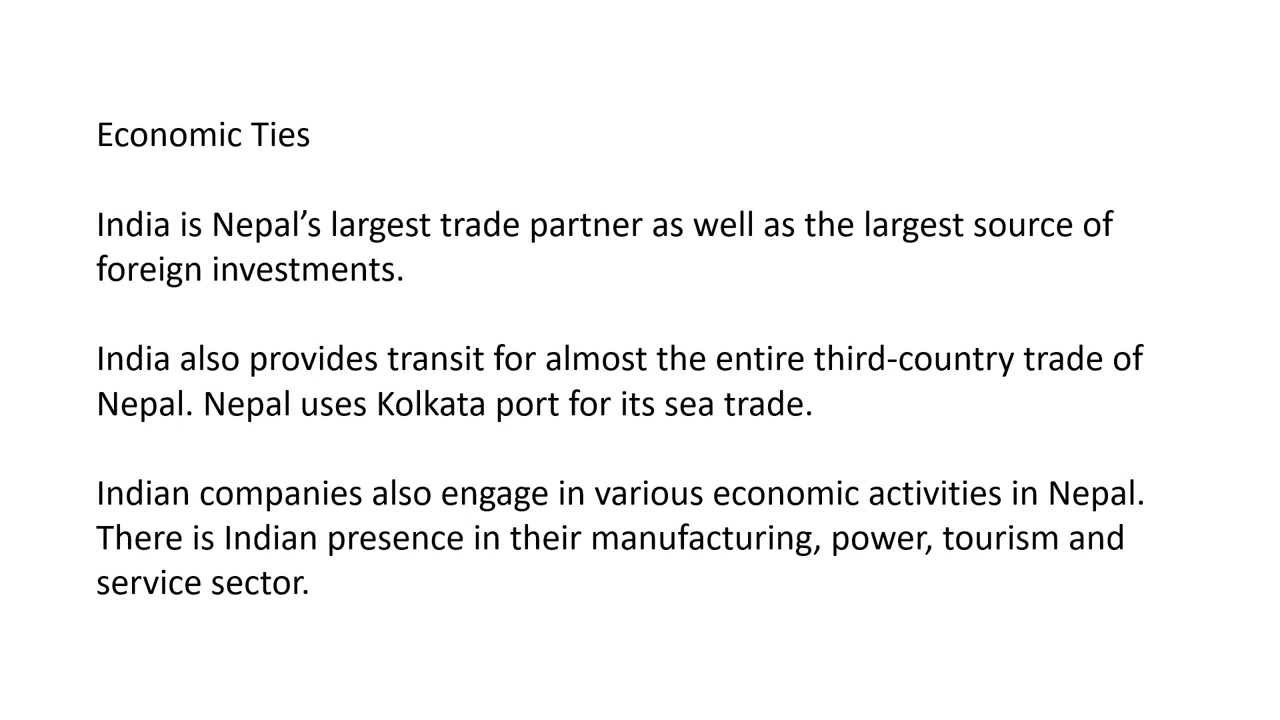 Economic Ties
India is Nepal’s largest trade partner as well as the largest source of
foreign investments.
India also provides transit for almost the entire third-country trade of
Nepal. Nepal uses Kolkata port for its sea trade.
Indian companies also engage in various economic activities in Nepal.
There is Indian presence in their manufacturing, power, tourism and
service sector.